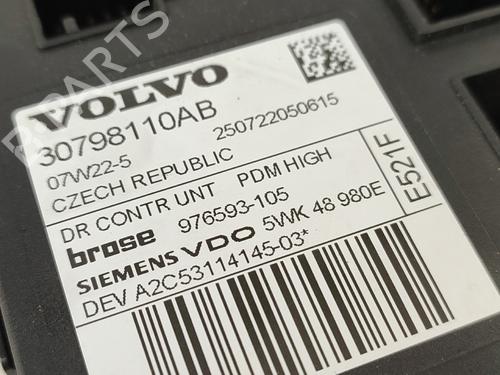 VOLVO
30798110AB
07W22-5 250722050615
CZECH REPUBLIC
DR CONTR UNT PDM HIGH
brose 976593-105
SIEMENS VDO 5WK 48 980E
DEV A2C53114145-03*
E521F